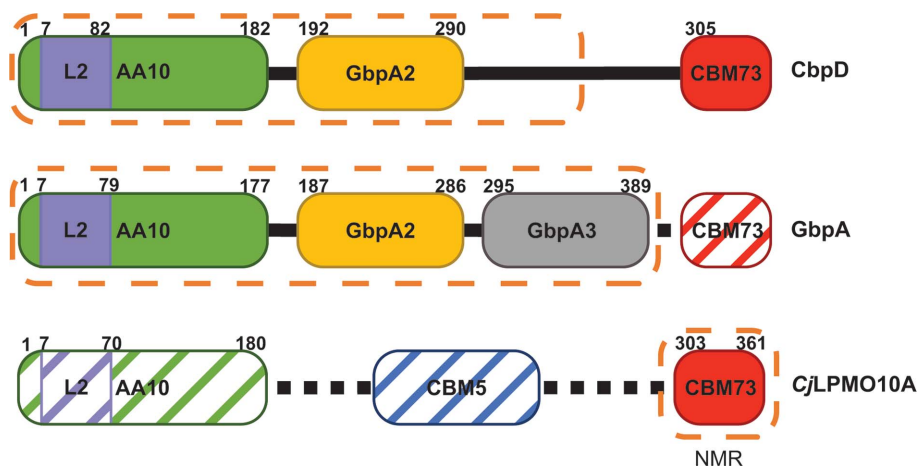 1 7 82 182 192 290 305
L2 AA10 GbpA2 CBM73 CbpD
1 7 79 177 187 286 295 389
L2 AA10 GbpA2 GbpA3 CBM73 GbpA
1 7 70 180 303 361
L2 AA10 CBM5 CBM73 CjLPMO10A
NMR